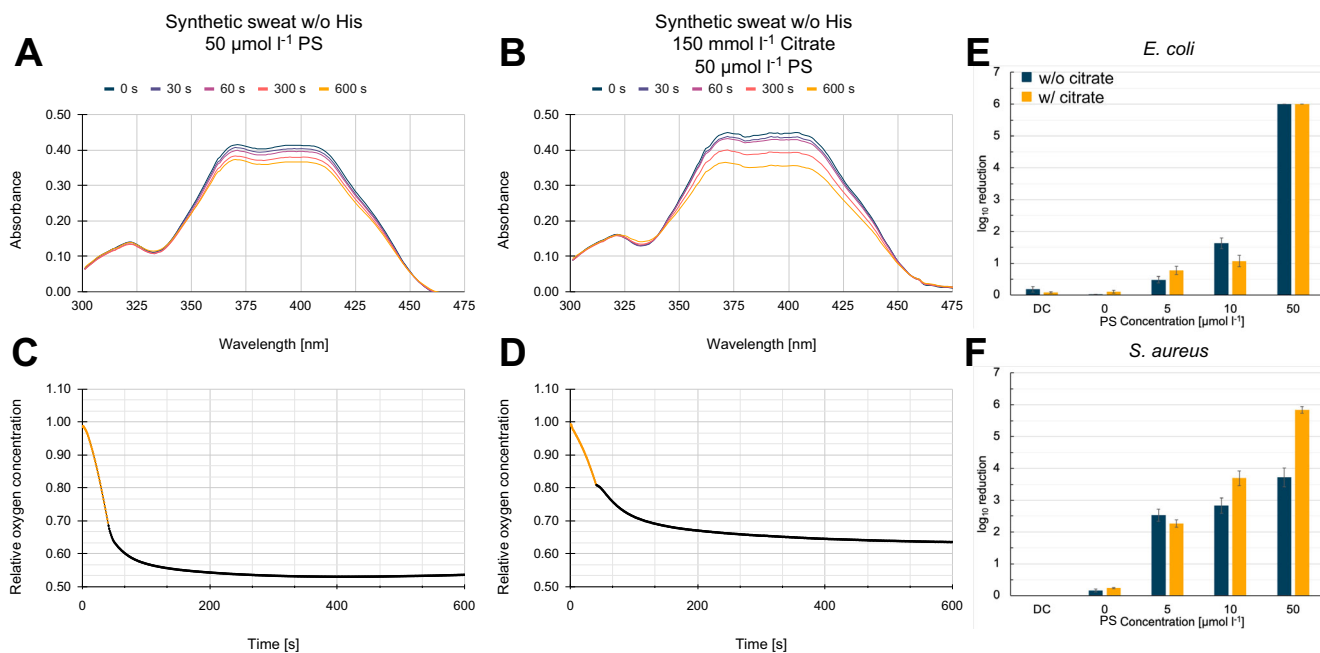 Synthetic sweat w/o His
50 µmol l⁻¹ PS
A
0 s 30 s 60 s 300 s 600 s
0.50
0.40
0.30
0.20
0.10
0.00
Absorbance
300 325 350 375 400 425 450 475
Wavelength [nm]
Synthetic sweat w/o His
150 mmol l⁻¹ Citrate
50 µmol l⁻¹ PS
B
0 s 30 s 60 s 300 s 600 s
0.50
0.40
0.30
0.20
0.10
0.00
Absorbance
300 325 350 375 400 425 450 475
Wavelength [nm]
C
1.10
1.00
0.90
0.80
0.70
0.60
0.50
Relative oxygen concentration
0 200 400 600
Time [s]
D
1.10
1.00
0.90
0.80
0.70
0.60
0.50
Relative oxygen concentration
0 200 400 600
Time [s]
E
E. coli
w/o citrate
w/ citrate
7
6
5
4
3
2
1
0
log₁₀ reduction
DC 0 5 10 50
PS Concentration [µmol l⁻¹]
F
S. aureus
7
6
5
4
3
2
1
0
log₁₀ reduction
DC 0 5 10 50
PS Concentration [µmol l⁻¹]